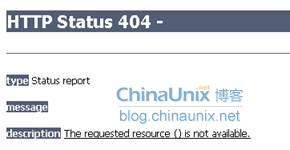 HTTP Status 404 -
type Status report
message
ChinaUnix.net 博客
blog.chinaunix.net
description The requested resource () is not available.